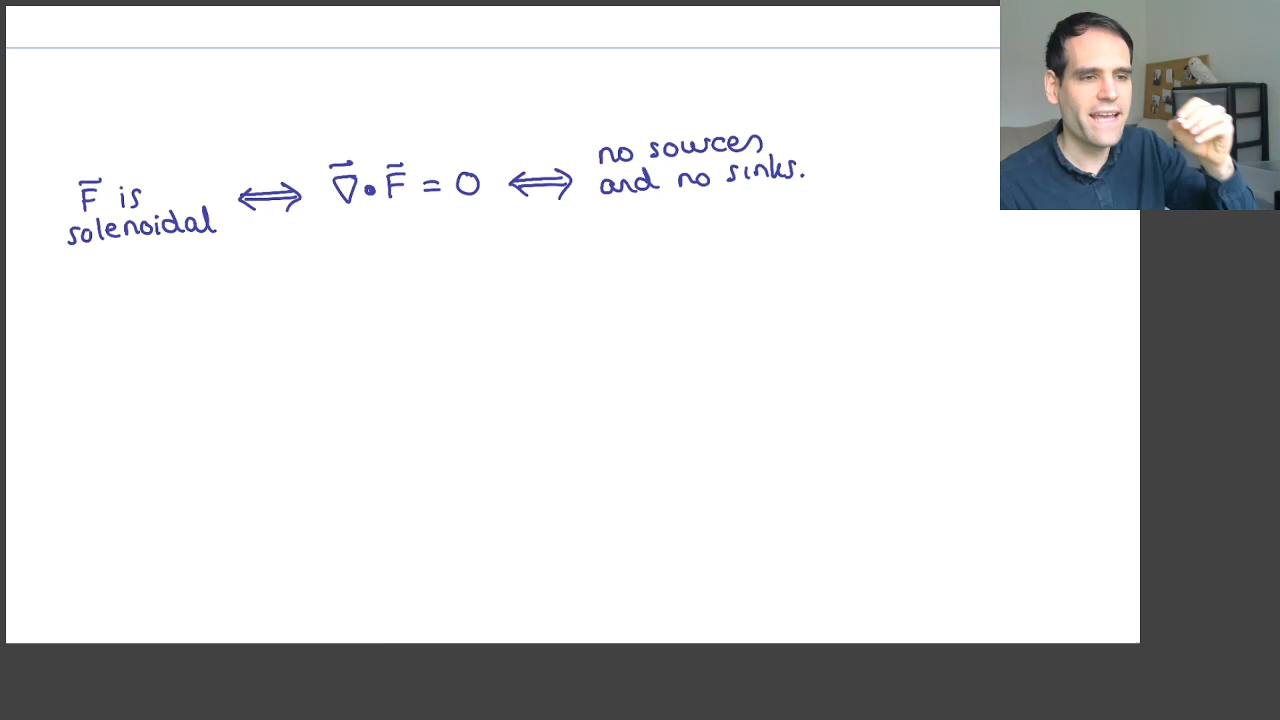 F⃗ is
solenoidal
⟺ ∇⃗ • F⃗ = 0 ⟺
no sources
and no sinks.